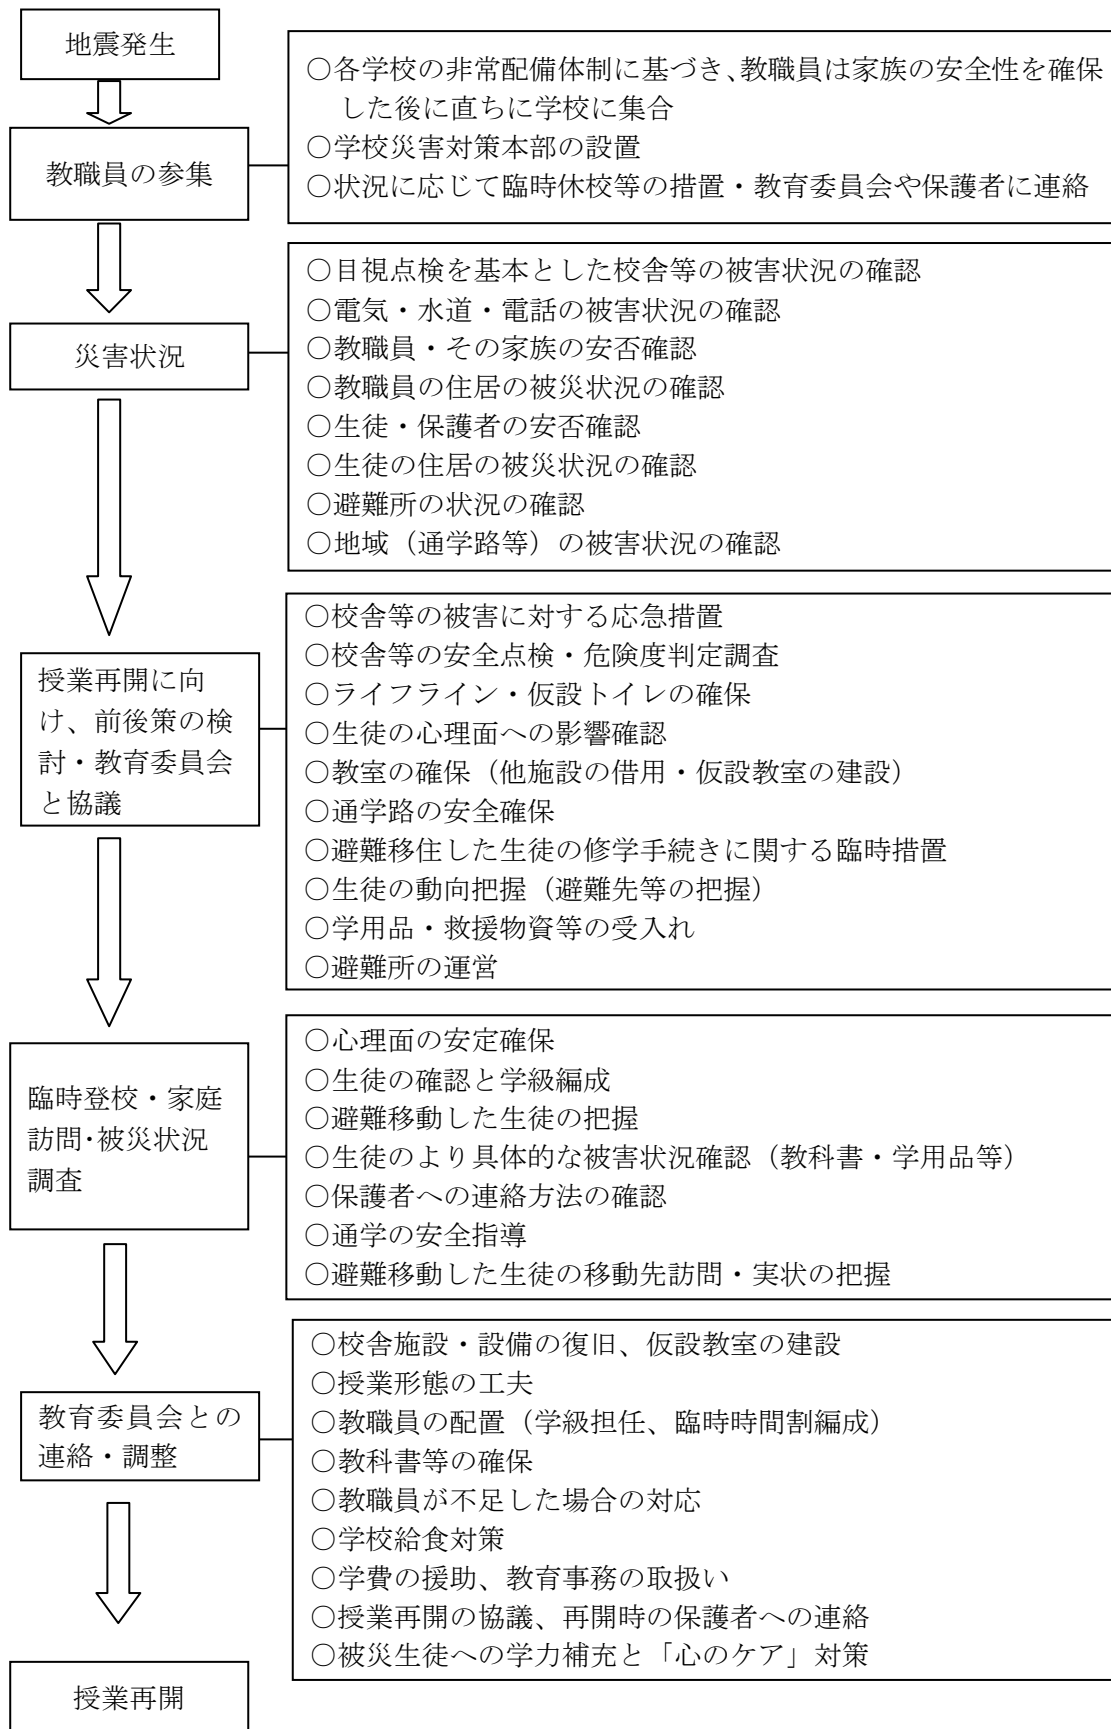 地震発生
○各学校の非常配備体制に基づき、教職員は家族の安全性を確保
した後に直ちに学校に集合
○学校災害対策本部の設置
○状況に応じて臨時休校等の措置・教育委員会や保護者に連絡
教職員の参集
○目視点検を基本とした校舎等の被害状況の確認
○電気・水道・電話の被害状況の確認
○教職員・その家族の安否確認
○教職員の住居の被災状況の確認
○生徒・保護者の安否確認
○生徒の住居の被災状況の確認
○避難所の状況の確認
○地域（通学路等）の被害状況の確認
災害状況
○校舎等の被害に対する応急措置
○校舎等の安全点検・危険度判定調査
○ライフライン・仮設トイレの確保
○生徒の心理面への影響確認
○教室の確保（他施設の借用・仮設教室の建設）
○通学路の安全確保
○避難移住した生徒の修学手続きに関する臨時措置
○生徒の動向把握（避難先等の把握）
○学用品・救援物資等の受入れ
○避難所の運営
授業再開に向
け、前後策の検
討・教育委員会
と協議
○心理面の安定確保
○生徒の確認と学級編成
○避難移動した生徒の把握
○生徒のより具体的な被害状況確認（教科書・学用品等）
○保護者への連絡方法の確認
○通学の安全指導
○避難移動した生徒の移動先訪問・実状の把握
臨時登校・家庭
訪問･被災状況
調査
○校舎施設・設備の復旧、仮設教室の建設
○授業形態の工夫
○教職員の配置（学級担任、臨時時間割編成）
○教科書等の確保
○教職員が不足した場合の対応
○学校給食対策
○学費の援助、教育事務の取扱い
○授業再開の協議、再開時の保護者への連絡
○被災生徒への学力補充と「心のケア」対策
教育委員会との
連絡・調整
授業再開